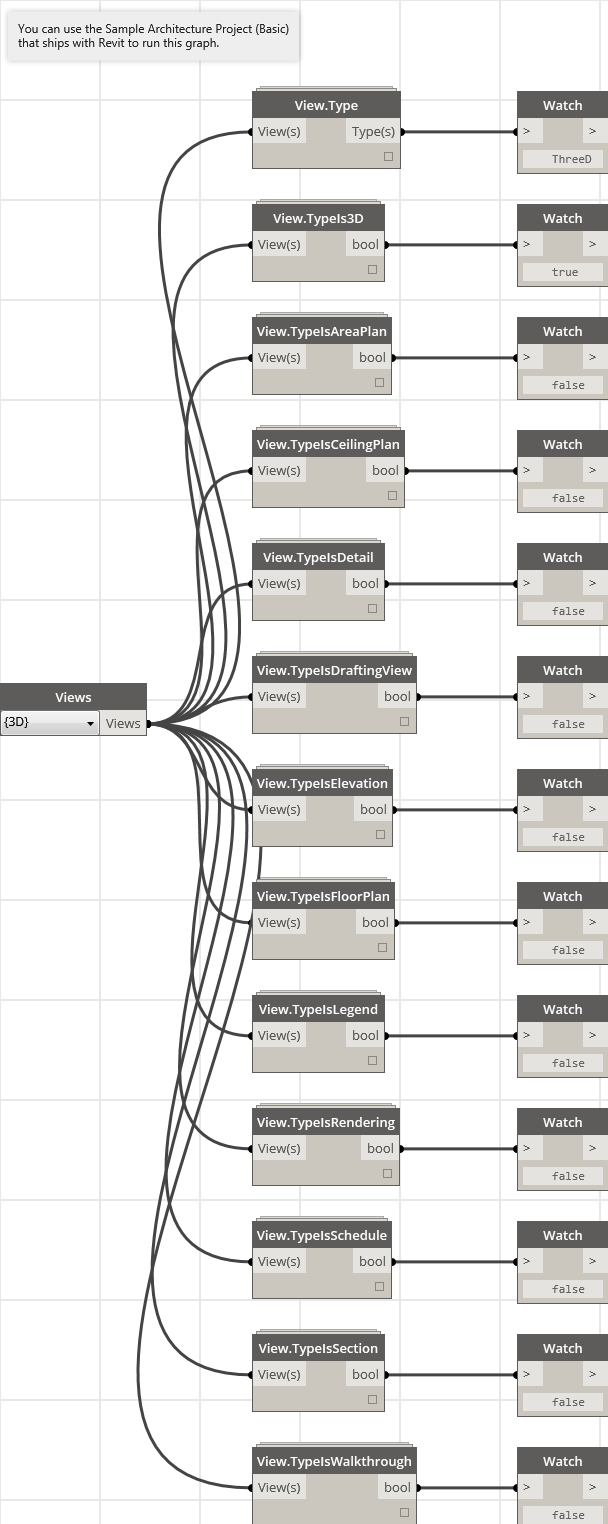 You can use the Sample Architecture Project (Basic)
that ships with Revit to run this graph.
View.Type
View(s) Type(s)
Watch
> >
ThreeD
View.TypeIs3D
View(s) bool
Watch
> >
true
View.TypeIsAreaPlan
View(s) bool
Watch
> >
false
View.TypeIsCeilingPlan
View(s) bool
Watch
> >
false
View.TypeIsDetail
View(s) bool
Watch
> >
false
View.TypeIsDraftingView
View(s) bool
Watch
> >
false
Views
{3D} Views
View.TypeIsElevation
View(s) bool
Watch
> >
false
View.TypeIsFloorPlan
View(s) bool
Watch
> >
false
View.TypeIsLegend
View(s) bool
Watch
> >
false
View.TypeIsRendering
View(s) bool
Watch
> >
false
View.TypeIsSchedule
View(s) bool
Watch
> >
false
View.TypeIsSection
View(s) bool
Watch
> >
false
View.TypeIsWalkthrough
View(s) bool
Watch
> >
false